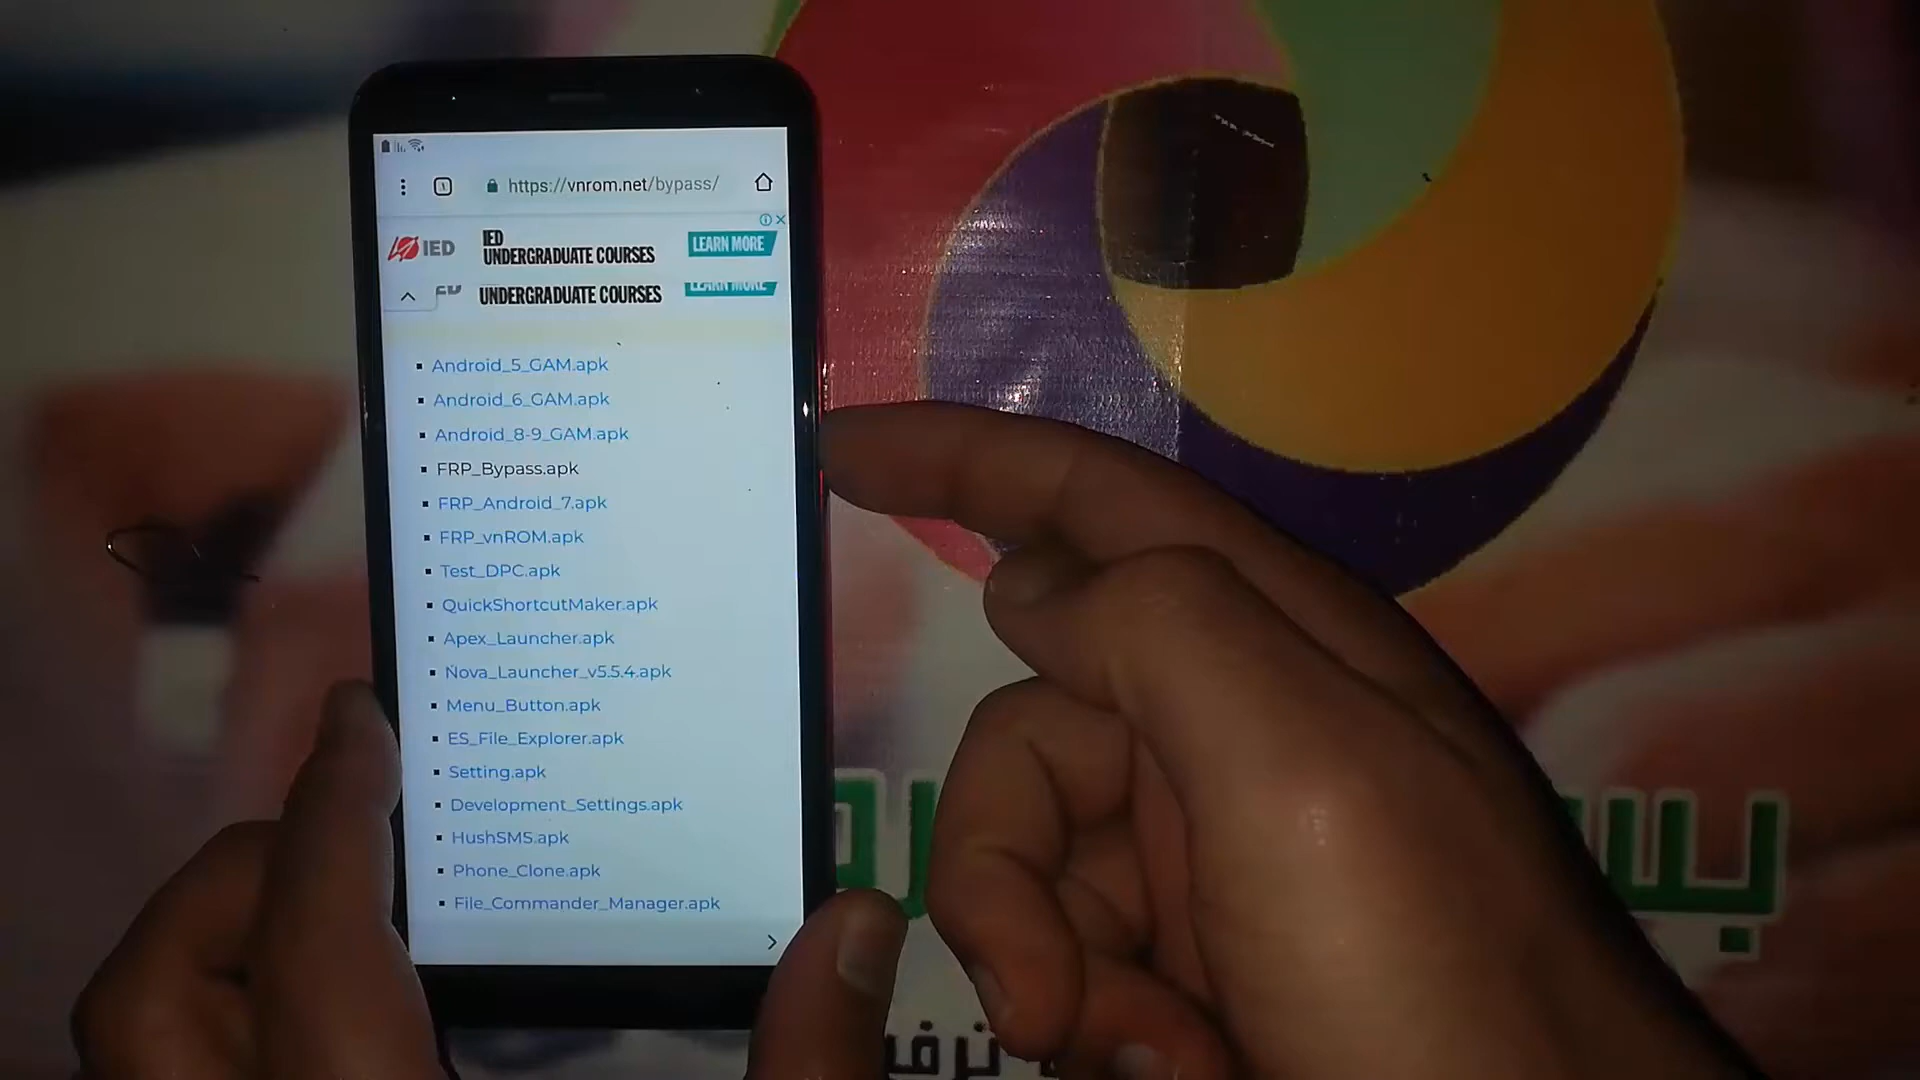 https://vnrom.net/bypass/
IED
IED
UNDERGRADUATE COURSES
LEARN MORE
UNDERGRADUATE COURSES
LEARN MORE
Android_5_GAM.apk
Android_6_GAM.apk
Android_8-9_GAM.apk
FRP_Bypass.apk
FRP_Android_7.apk
FRP_vnROM.apk
Test_DPC.apk
QuickShortcutMaker.apk
Apex_Launcher.apk
Nova_Launcher_v5.5.4.apk
Menu_Button.apk
ES_File_Explorer.apk
Setting.apk
Development_Settings.apk
HushSMS.apk
Phone_Clone.apk
File_Commander_Manager.apk